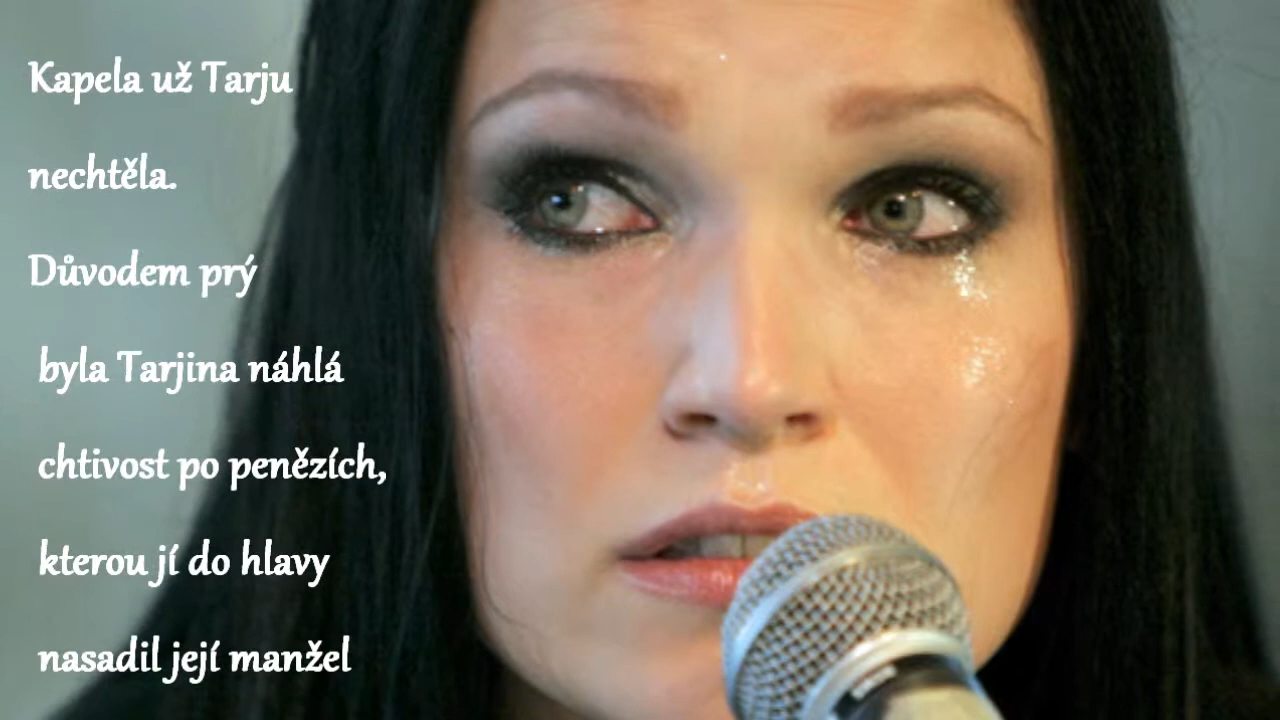 Kapela už Tarju
nechtěla.
Důvodem prý
byla Tarjina náhlá
chtivost po penězích,
kterou jí do hlavy
nasadil její manžel